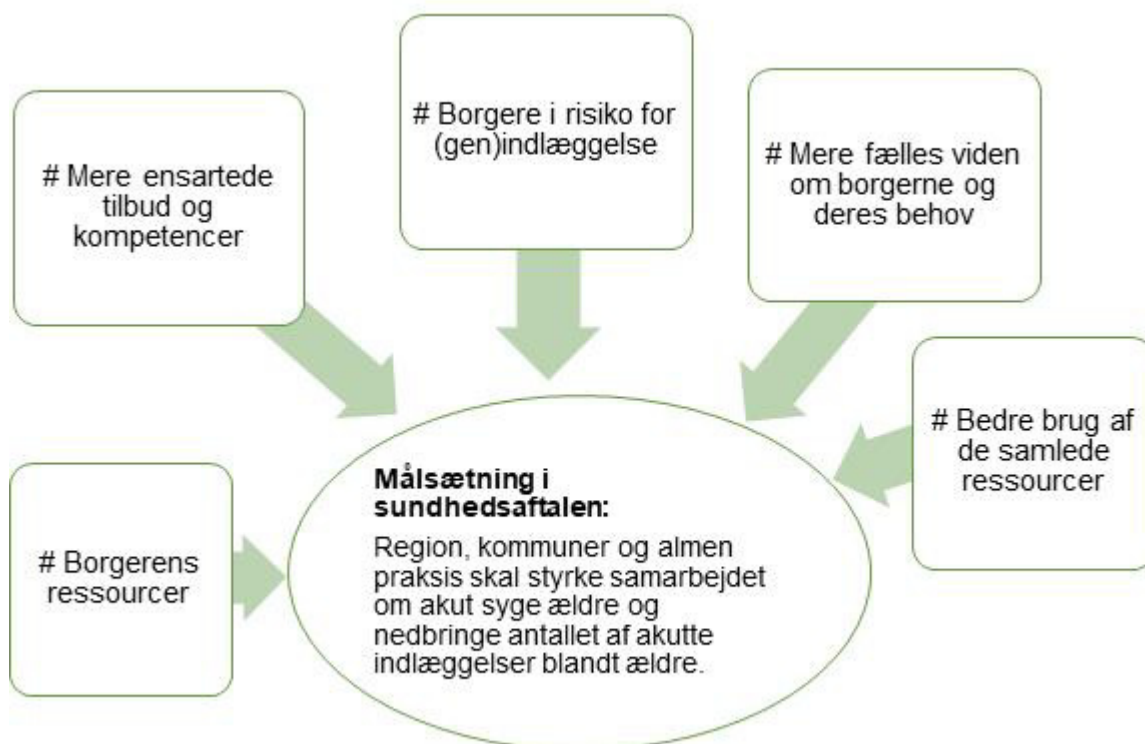 # Mere ensartede
tilbud og
kompetencer
# Borgere i risiko for
(gen)indlæggelse
# Mere fælles viden
om borgerne og
deres behov
# Bedre brug af
de samlede
ressourcer
# Borgerens
ressourcer
Målsætning i
sundhedsaftalen:
Region, kommuner og almen
praksis skal styrke samarbejdet
om akut syge ældre og
nedbringe antallet af akutte
indlæggelser blandt ældre.